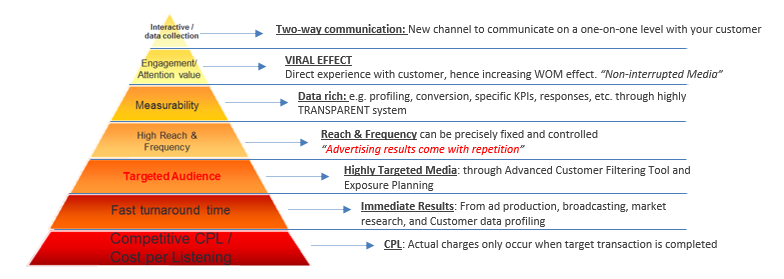 Interactive /
data collection
Two-way communication: New channel to communicate on a one-on-one level with your customer
Engagement/
Attention value
VIRAL EFFECT
Direct experience with customer, hence increasing WOM effect. “Non-interrupted Media”
Measurability
Data rich: e.g. profiling, conversion, specific KPIs, responses, etc. through highly
TRANSPARENT system
High Reach &
Frequency
Reach & Frequency can be precisely fixed and controlled
“Advertising results come with repetition”
Targeted Audience
Highly Targeted Media: through Advanced Customer Filtering Tool and
Exposure Planning
Fast turnaround time
Immediate Results: From ad production, broadcasting, market
research, and Customer data profiling
Competitive CPL /
Cost per Listening
CPL: Actual charges only occur when target transaction is completed